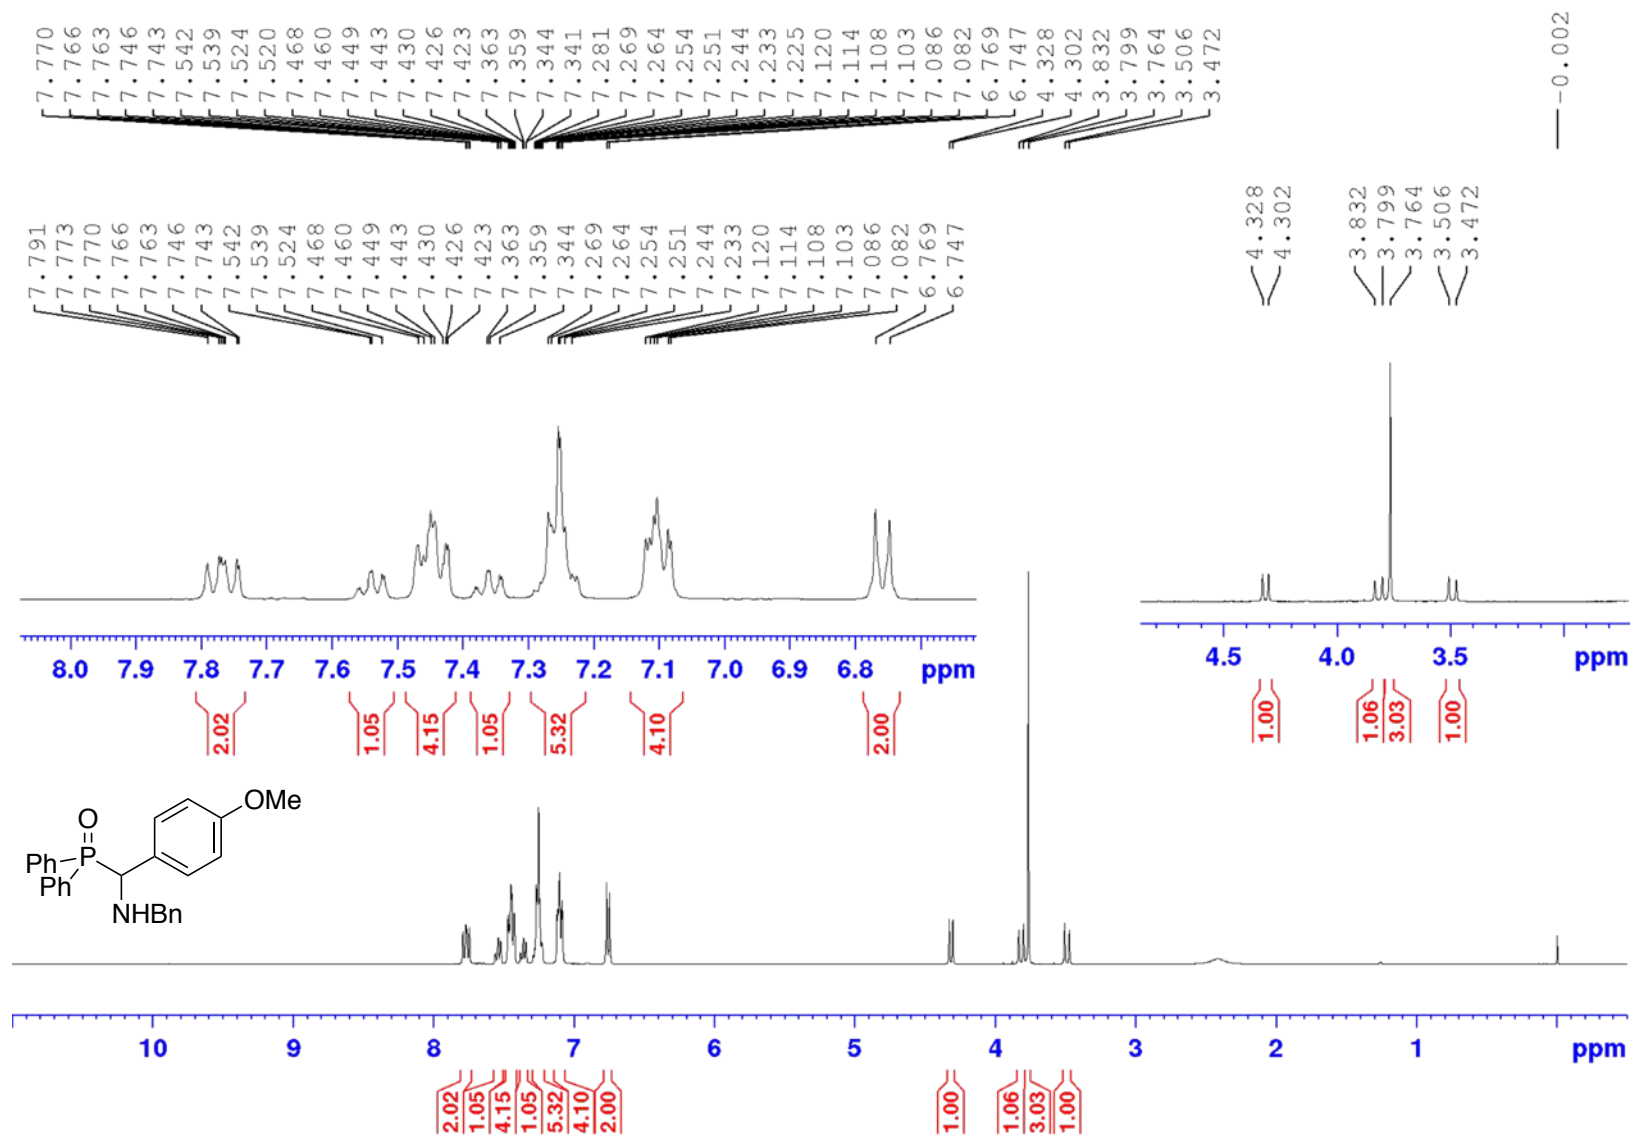 7.770 7.766 7.763 7.746 7.743 7.542 7.539 7.524 7.520 7.468 7.460 7.449 7.443 7.430 7.426 7.423 7.363 7.359 7.344 7.341 7.281 7.269 7.264 7.254 7.251 7.244 7.233 7.225 7.120 7.114 7.108 7.103 7.086 7.082 6.769 6.747 4.328 4.302 3.832 3.799 3.764 3.506 3.472 -0.002
7.791 7.773 7.770 7.766 7.763 7.746 7.743 7.542 7.539 7.524 7.468 7.460 7.449 7.443 7.430 7.426 7.423 7.363 7.359 7.344 7.269 7.264 7.254 7.251 7.244 7.233 7.120 7.114 7.108 7.103 7.086 7.082 6.769 6.747
4.328 4.302 3.832 3.799 3.764 3.506 3.472
8.0 7.9 7.8 7.7 7.6 7.5 7.4 7.3 7.2 7.1 7.0 6.9 6.8 ppm
4.5 4.0 3.5 ppm
2.02 1.05 4.15 1.05 5.32 4.10 2.00
1.00 1.06 3.03 1.00
OMe
O
Ph P
Ph
NHBn
10 9 8 7 6 5 4 3 2 1 ppm
2.02 1.05 4.15 1.05 5.32 4.10 2.00 1.00 1.06 3.03 1.00